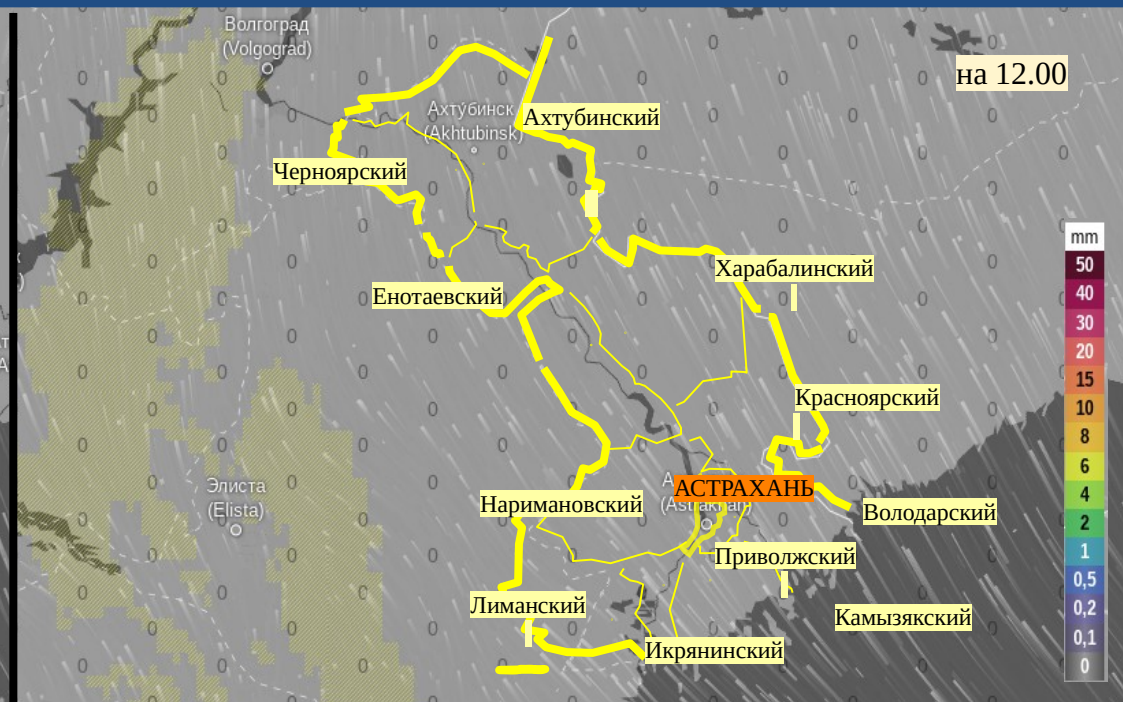 Волгоград
(Volgograd)
на 12.00
Ахтубинск
(Akhtubinsk)
Ахтубинский
Черноярский
mm
50
40
30
20
15
10
8
6
4
2
1
0,5
0,2
0,1
0
Харабалинский
Енотаевский
Красноярский
Элиста
(Elista)
АСТРАХАНЬ
(Astrakhan)
Наримановский
Володарский
Приволжский
Лиманский
Камызякский
Икрянинский